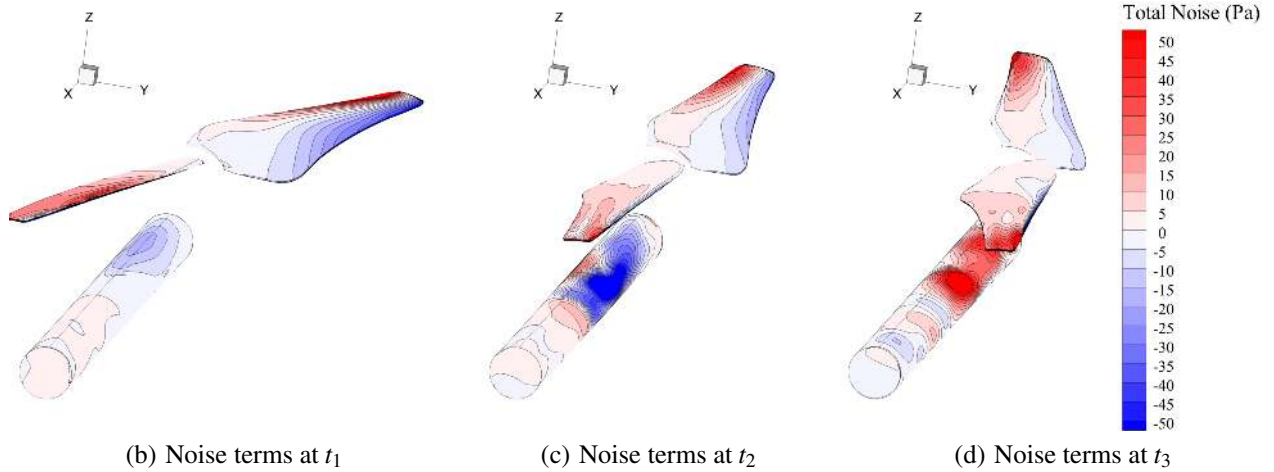 Total Noise (Pa)
Z
X
Y
Z
X
Y
Z
X
Y
50
45
40
35
30
25
20
15
10
5
0
-5
-10
-15
-20
-25
-30
-35
-40
-45
-50
(b) Noise terms at t₁
(c) Noise terms at t₂
(d) Noise terms at t₃